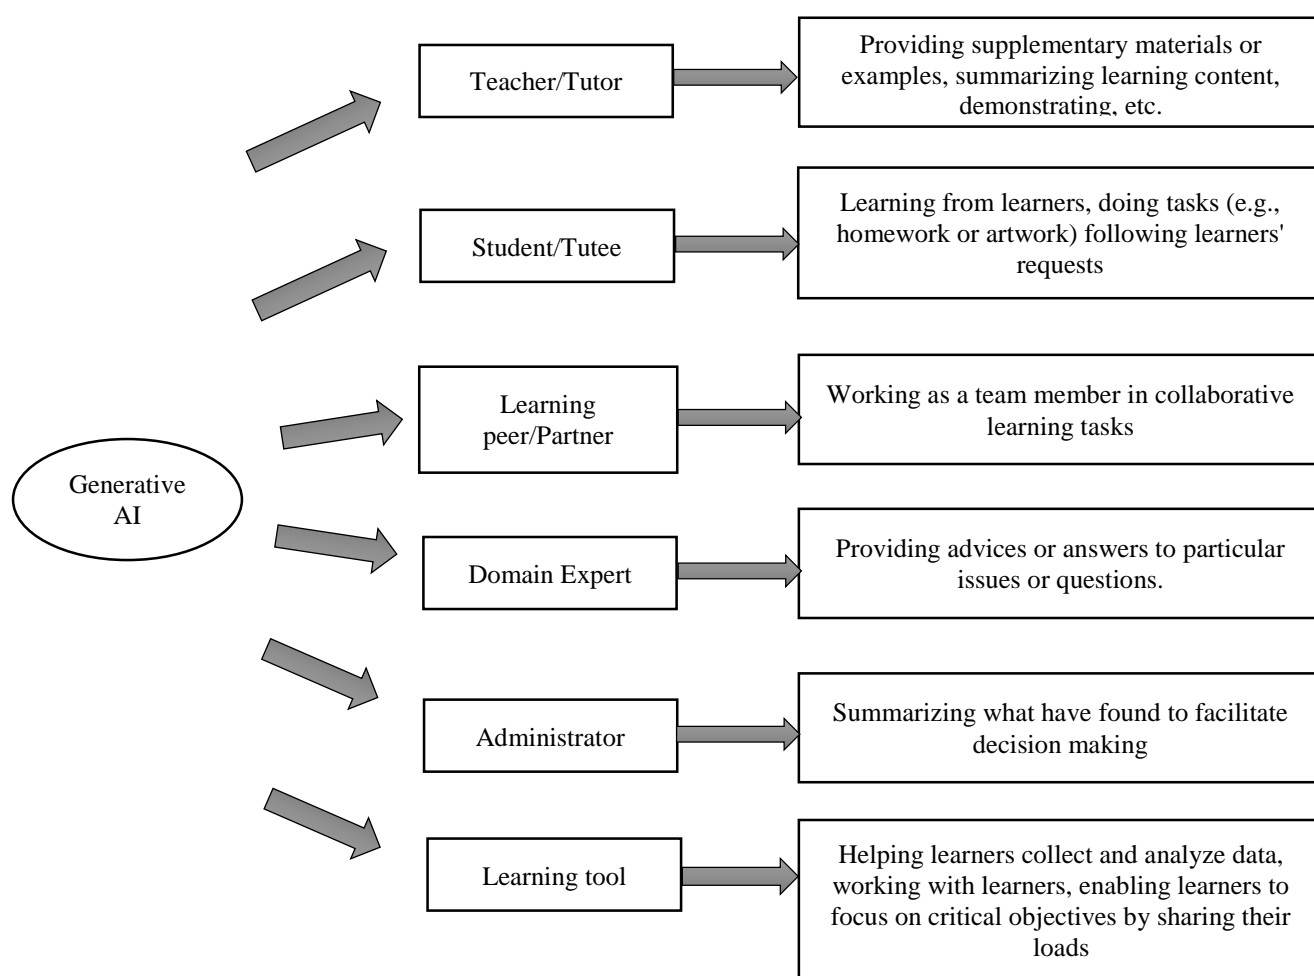 Teacher/Tutor
Providing supplementary materials or
examples, summarizing learning content,
demonstrating, etc.
Student/Tutee
Learning from learners, doing tasks (e.g.,
homework or artwork) following learners'
requests
Learning
peer/Partner
Working as a team member in collaborative
learning tasks
Generative
AI
Domain Expert
Providing advices or answers to particular
issues or questions.
Administrator
Summarizing what have found to facilitate
decision making
Learning tool
Helping learners collect and analyze data,
working with learners, enabling learners to
focus on critical objectives by sharing their
loads